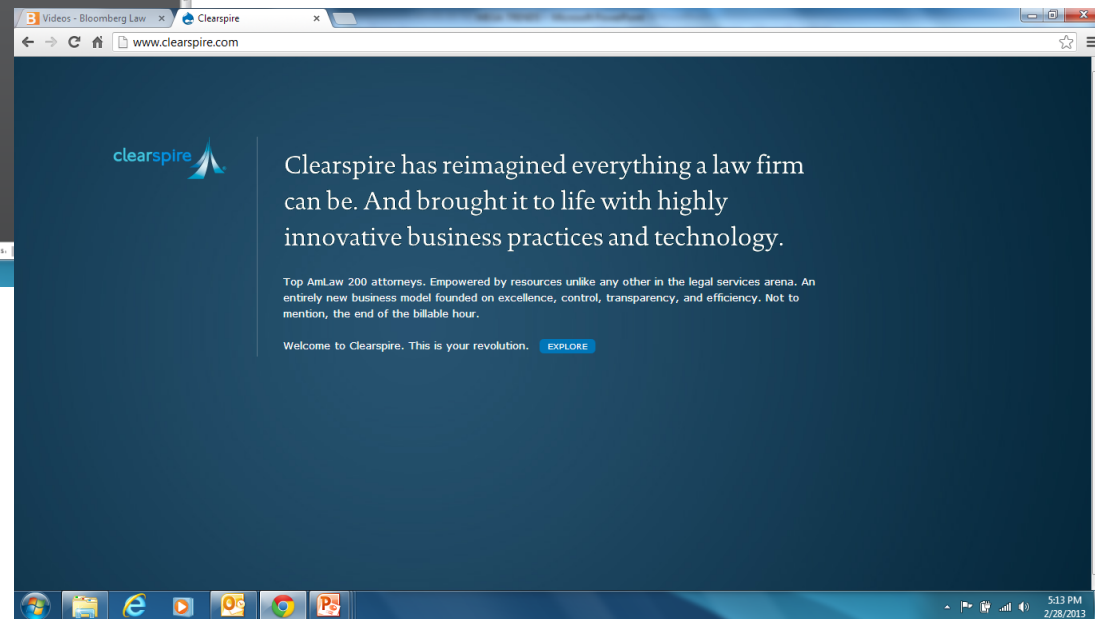 Videos - Bloomberg Law
Clearspire
www.clearspire.com
clearspire
Clearspire has reimagined everything a law firm
can be. And brought it to life with highly
innovative business practices and technology.
Top AmLaw 200 attorneys. Empowered by resources unlike any other in the legal services arena. An
entirely new business model founded on excellence, control, transparency, and efficiency. Not to
mention, the end of the billable hour.
Welcome to Clearspire. This is your revolution. EXPLORE
5:13 PM
2/28/2013